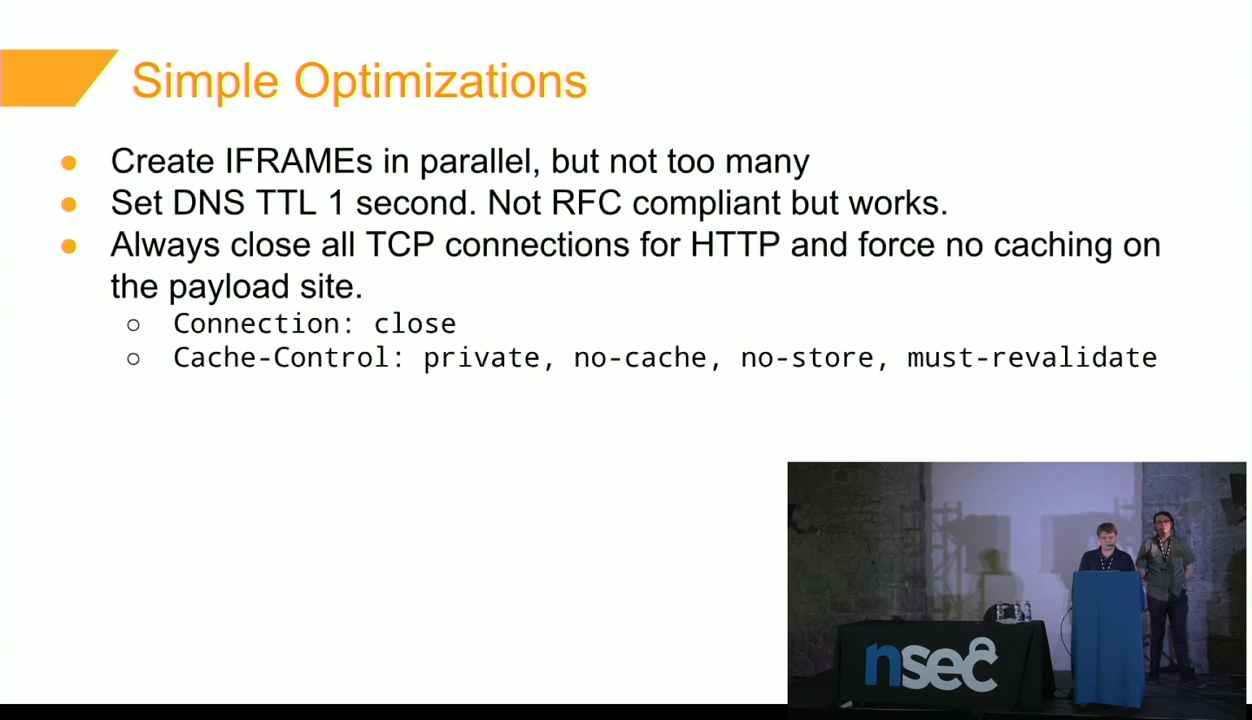 Simple Optimizations
● Create IFRAMEs in parallel, but not too many
● Set DNS TTL 1 second. Not RFC compliant but works.
● Always close all TCP connections for HTTP and force no caching on
the payload site.
○ Connection: close
○ Cache-Control: private, no-cache, no-store, must-revalidate
nsec